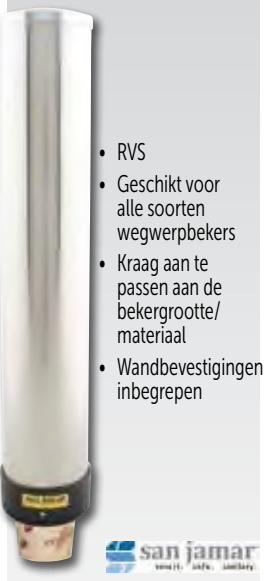 • RVS
• Geschikt voor
alle soorten
wegwerpbekers
• Kraag aan te
passen aan de
bekergrootte/
materiaal
• Wandbevestigingen
inbegrepen
san jamar